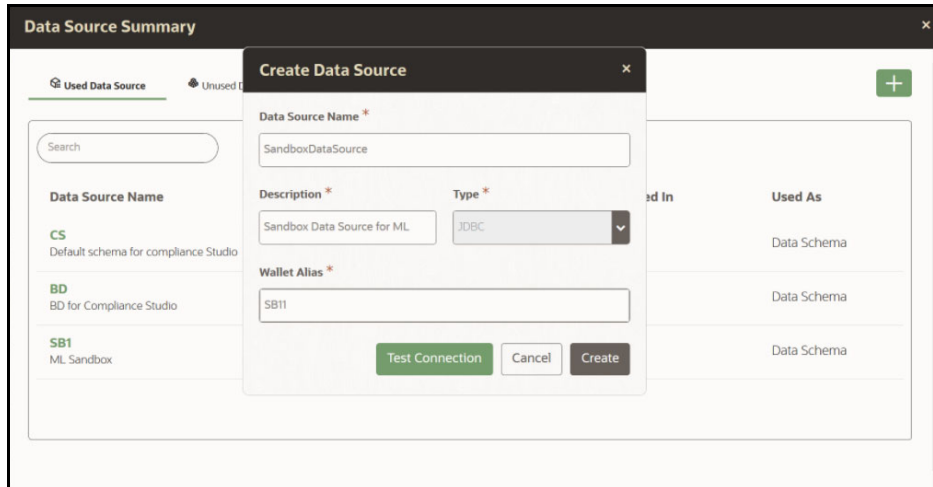 Data Source Summary ×
Create Data Source ×
Used Data Source Unused D
+
Data Source Name *
Search SandboxDataSource
Data Source Name Description * Type * ed In Used As
CS Sandbox Data Source for ML JDBC Data Schema
Default schema for compliance Studio
Wallet Alias *
BD SB11 Data Schema
BD for Compliance Studio
SB1 Test Connection Cancel Create Data Schema
ML Sandbox